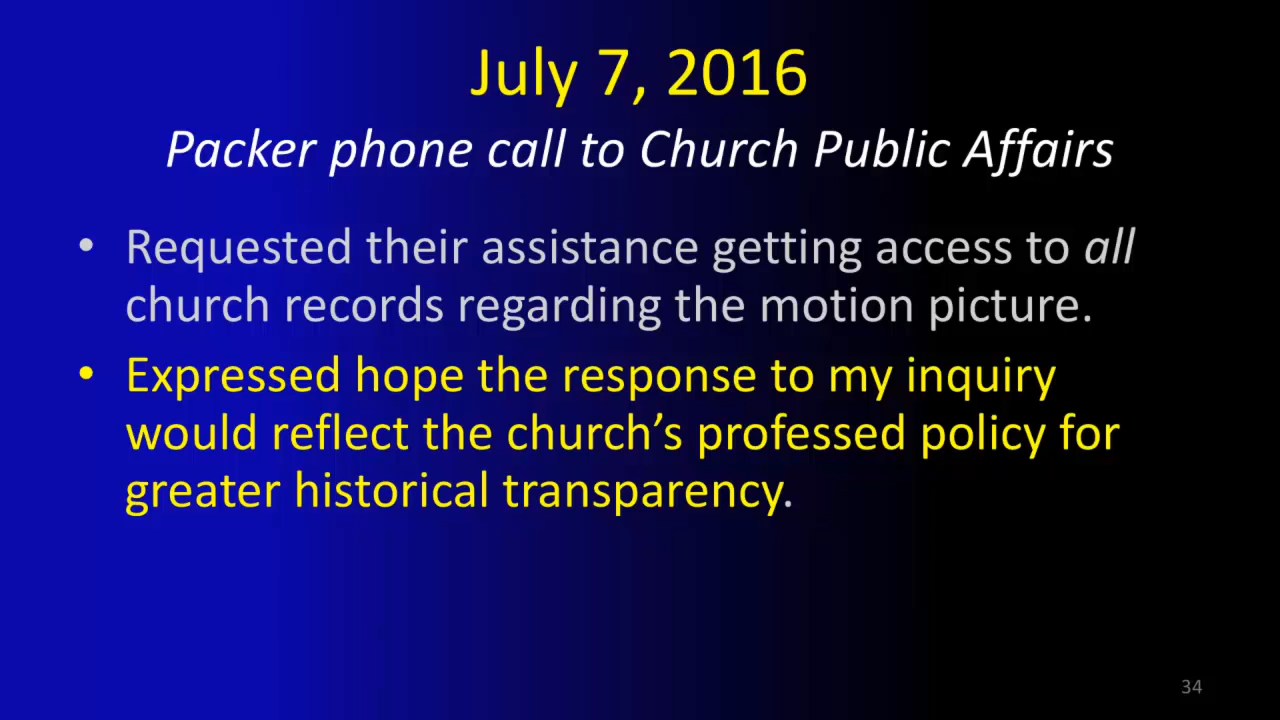 July 7, 2016
Packer phone call to Church Public Affairs
• Requested their assistance getting access to all
church records regarding the motion picture.
• Expressed hope the response to my inquiry
would reflect the church’s professed policy for
greater historical transparency.
34